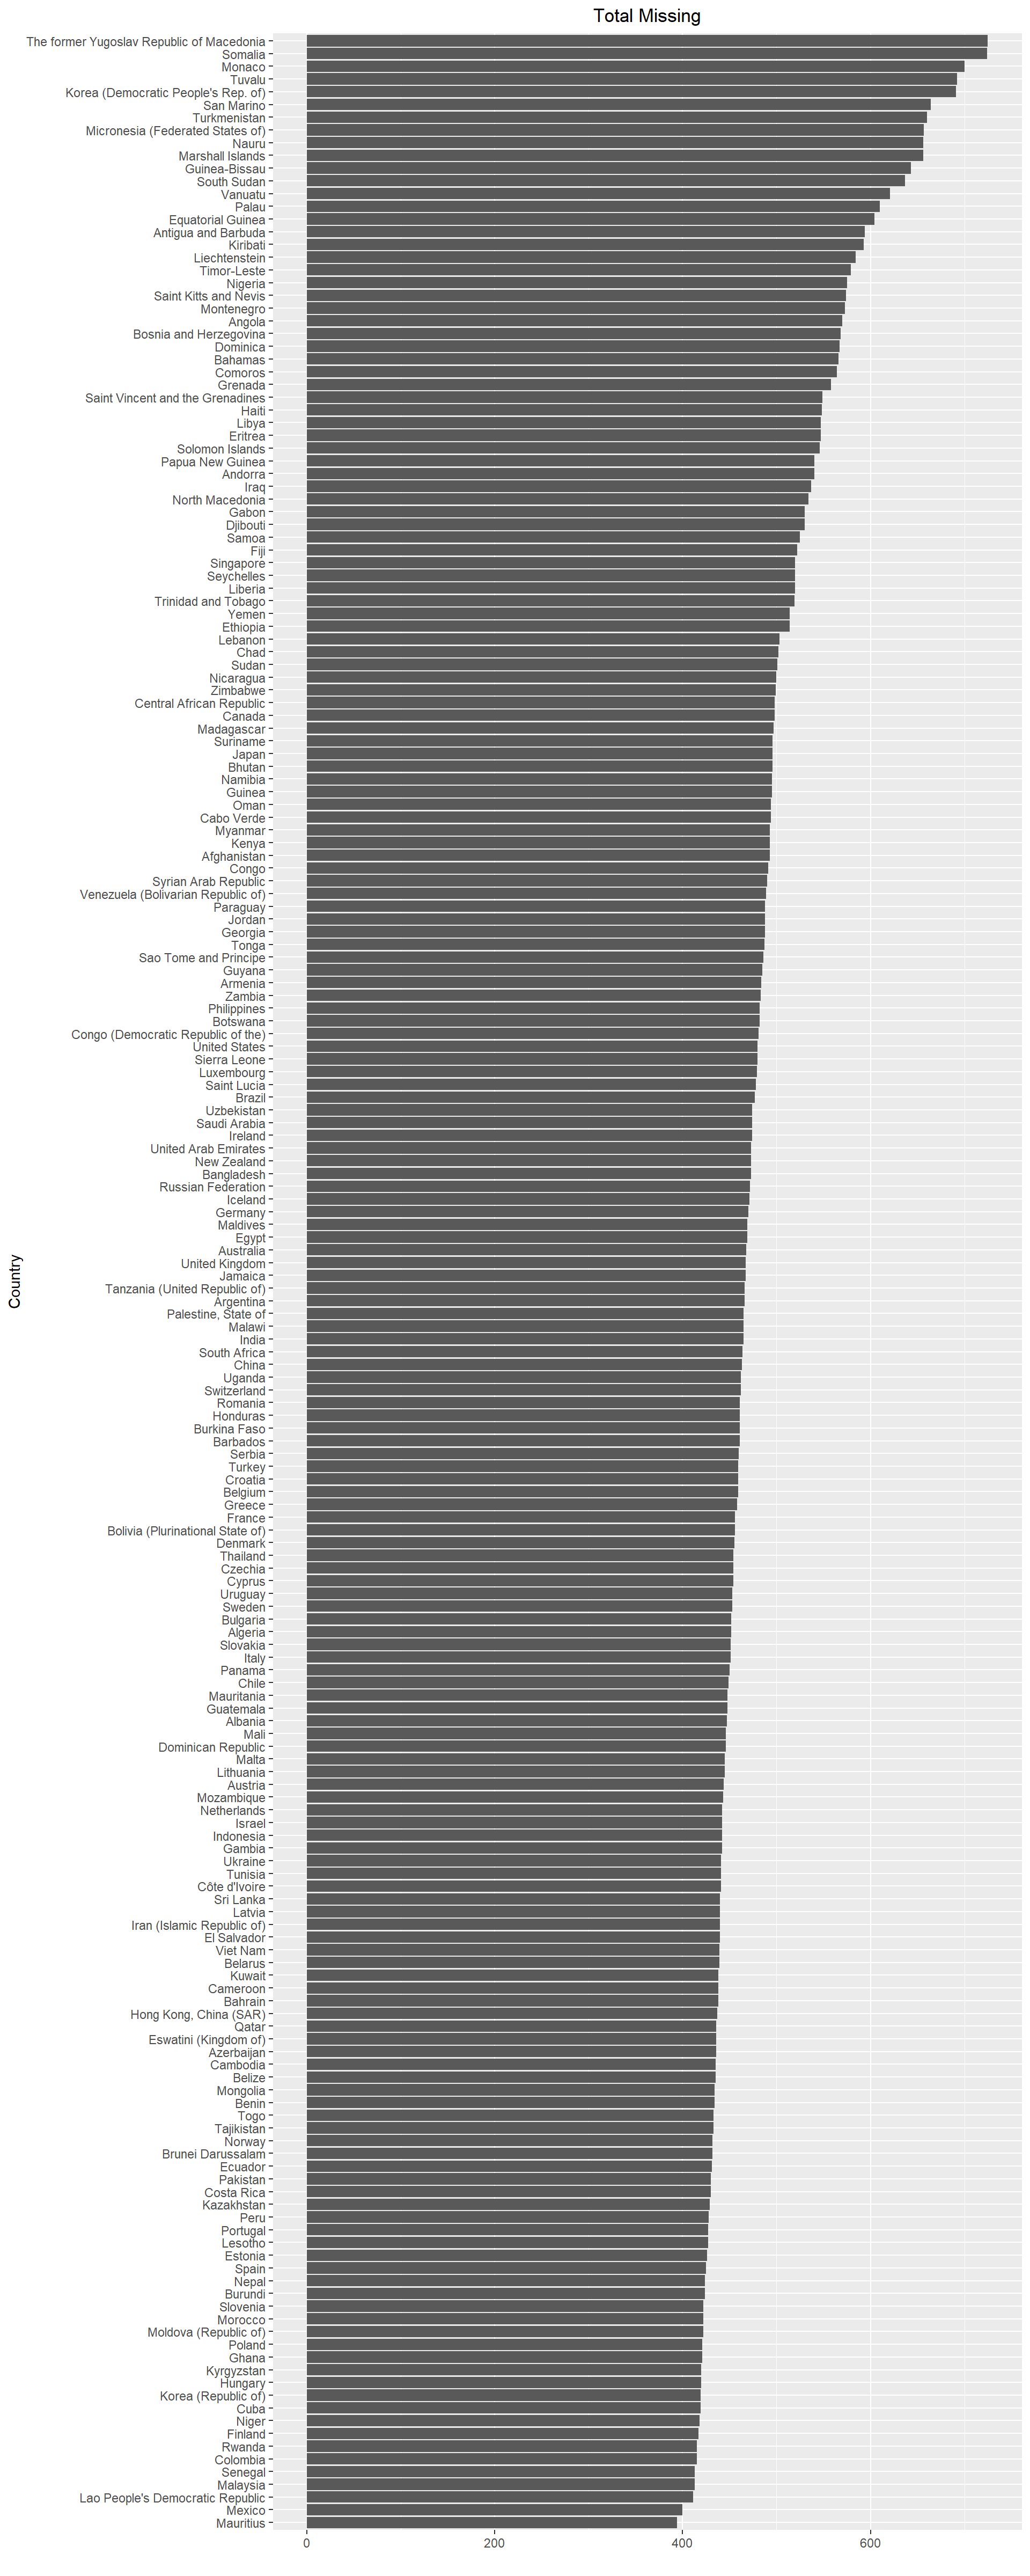 Total Missing
The former Yugoslav Republic of Macedonia
Somalia
Monaco
Tuvalu
Korea (Democratic People's Rep. of)
San Marino
Turkmenistan
Micronesia (Federated States of)
Nauru
Marshall Islands
Guinea-Bissau
South Sudan
Vanuatu
Palau
Equatorial Guinea
Antigua and Barbuda
Kiribati
Liechtenstein
Timor-Leste
Nigeria
Saint Kitts and Nevis
Montenegro
Angola
Bosnia and Herzegovina
Dominica
Bahamas
Comoros
Grenada
Saint Vincent and the Grenadines
Haiti
Libya
Eritrea
Solomon Islands
Papua New Guinea
Andorra
Iraq
North Macedonia
Gabon
Djibouti
Samoa
Fiji
Singapore
Seychelles
Liberia
Trinidad and Tobago
Yemen
Ethiopia
Lebanon
Chad
Sudan
Nicaragua
Zimbabwe
Central African Republic
Canada
Madagascar
Suriname
Japan
Bhutan
Namibia
Guinea
Oman
Cabo Verde
Myanmar
Kenya
Afghanistan
Congo
Syrian Arab Republic
Venezuela (Bolivarian Republic of)
Paraguay
Jordan
Georgia
Tonga
Sao Tome and Principe
Guyana
Armenia
Zambia
Philippines
Botswana
Congo (Democratic Republic of the)
United States
Sierra Leone
Luxembourg
Saint Lucia
Brazil
Uzbekistan
Saudi Arabia
Ireland
United Arab Emirates
New Zealand
Bangladesh
Russian Federation
Iceland
Germany
Maldives
Egypt
Australia
United Kingdom
Jamaica
Tanzania (United Republic of)
Argentina
Palestine, State of
Malawi
India
South Africa
China
Uganda
Switzerland
Romania
Honduras
Burkina Faso
Barbados
Serbia
Turkey
Croatia
Belgium
Greece
France
Bolivia (Plurinational State of)
Denmark
Thailand
Czechia
Cyprus
Uruguay
Sweden
Bulgaria
Algeria
Slovakia
Italy
Panama
Chile
Mauritania
Guatemala
Albania
Mali
Dominican Republic
Malta
Lithuania
Austria
Mozambique
Netherlands
Israel
Indonesia
Gambia
Ukraine
Tunisia
Côte d'Ivoire
Sri Lanka
Latvia
Iran (Islamic Republic of)
El Salvador
Viet Nam
Belarus
Kuwait
Cameroon
Bahrain
Hong Kong, China (SAR)
Qatar
Eswatini (Kingdom of)
Azerbaijan
Cambodia
Belize
Mongolia
Benin
Togo
Tajikistan
Norway
Brunei Darussalam
Ecuador
Pakistan
Costa Rica
Kazakhstan
Peru
Portugal
Lesotho
Estonia
Spain
Nepal
Burundi
Slovenia
Morocco
Moldova (Republic of)
Poland
Ghana
Kyrgyzstan
Hungary
Korea (Republic of)
Cuba
Niger
Finland
Rwanda
Colombia
Senegal
Malaysia
Lao People's Democratic Republic
Mexico
Mauritius
Country
0 200 400 600